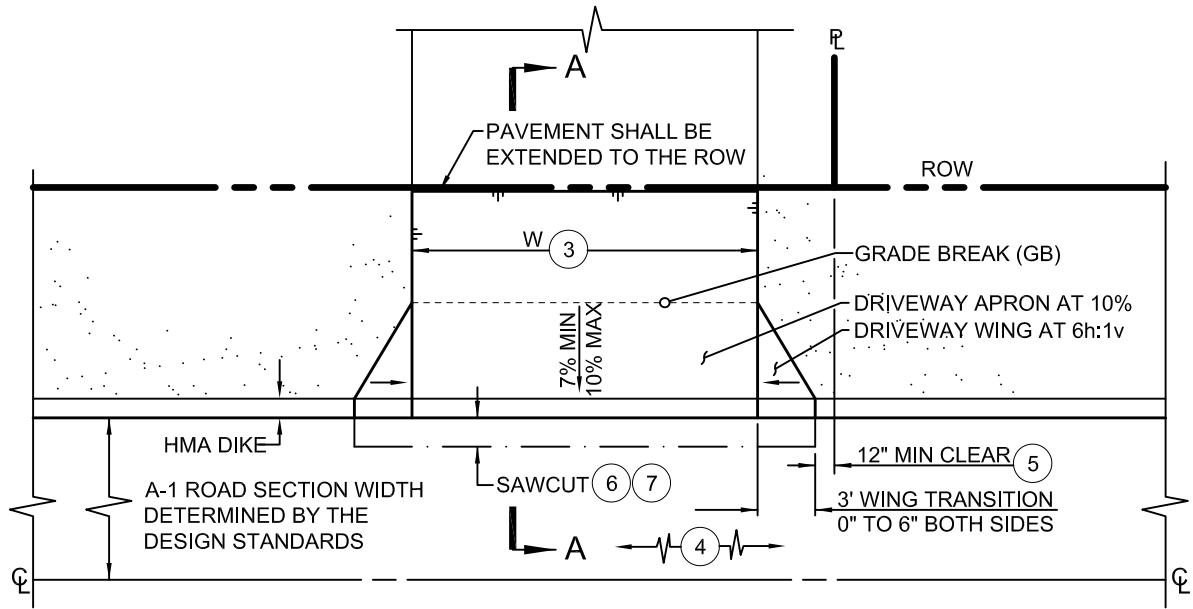 PL
A
PAVEMENT SHALL BE
EXTENDED TO THE ROW
ROW
W 3
GRADE BREAK (GB)
DRIVEWAY APRON AT 10%
DRIVEWAY WING AT 6h:1v
7% MIN
10% MAX
HMA DIKE
12" MIN CLEAR 5
SAWCUT 6 7
A-1 ROAD SECTION WIDTH
DETERMINED BY THE
DESIGN STANDARDS
3' WING TRANSITION
0" TO 6" BOTH SIDES
A
4
CL
CL